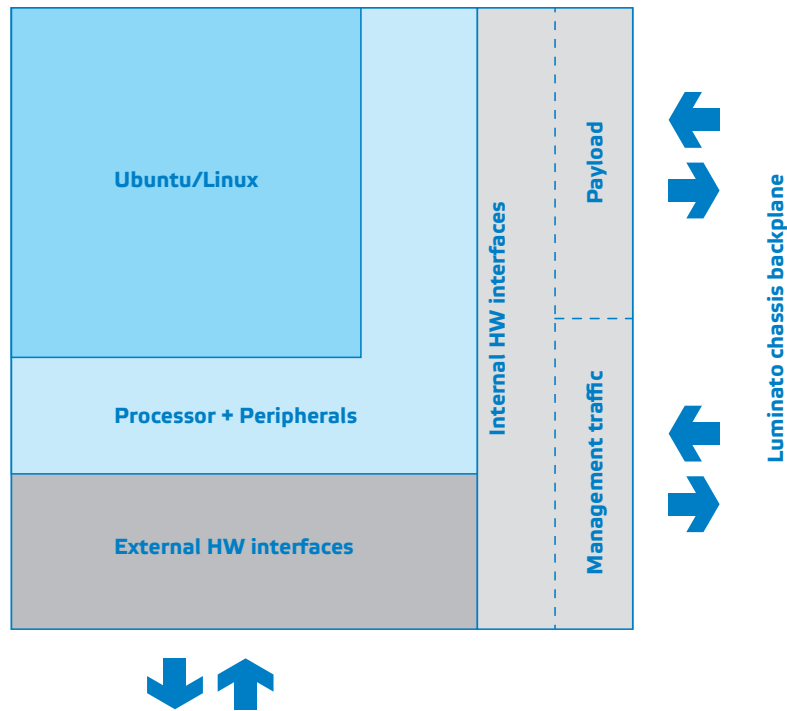 Ubuntu/Linux
Processor + Peripherals
External HW interfaces
Internal HW interfaces
Payload
Management traffic
Luminato chassis backplane